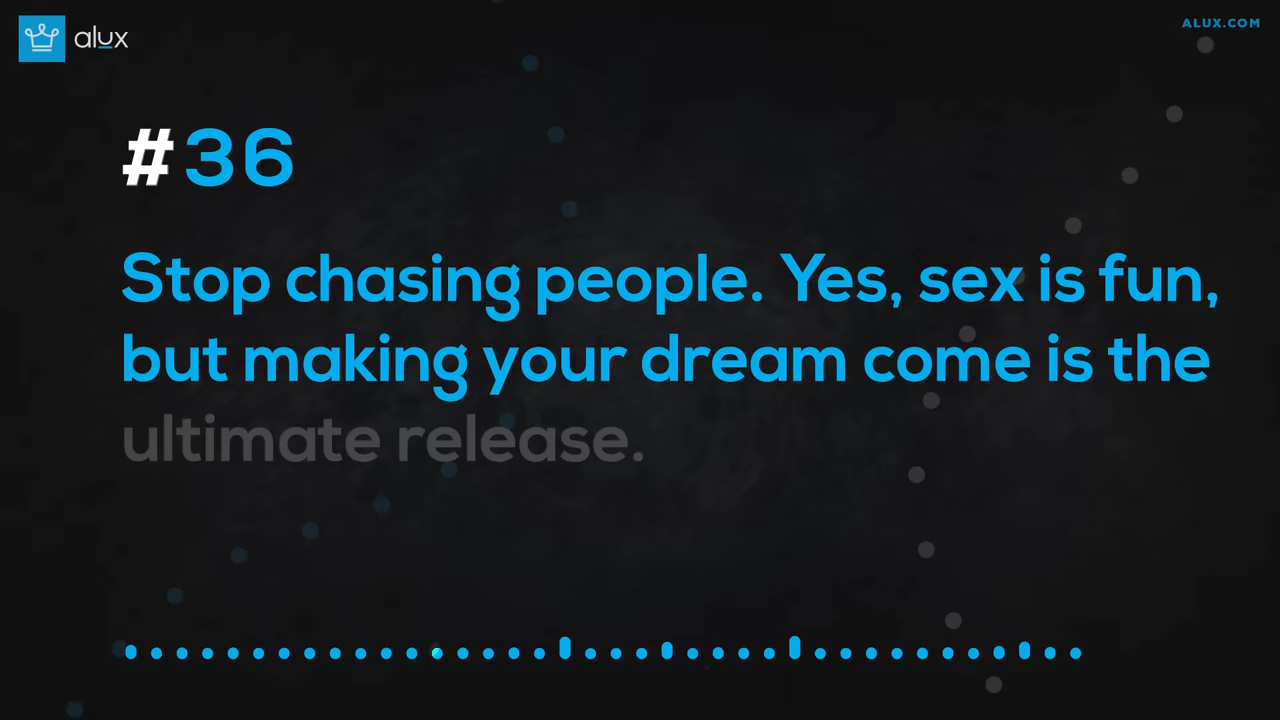 alux
ALUX.COM
#36
Stop chasing people. Yes, sex is fun,
but making your dream come is the
ultimate release.